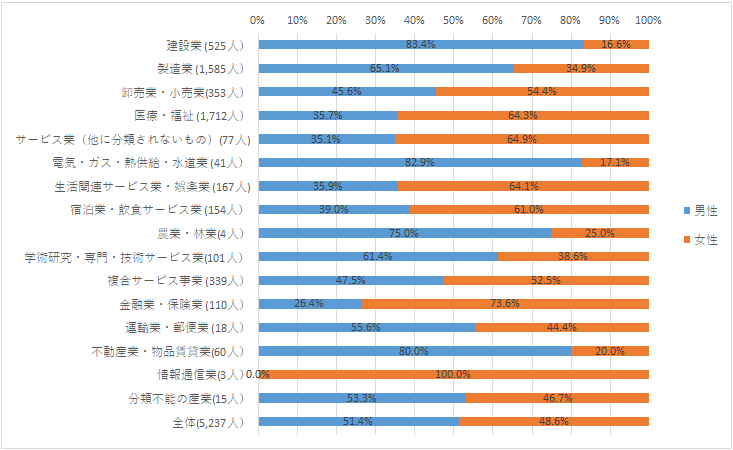 0% 10% 20% 30% 40% 50% 60% 70% 80% 90% 100%
建設業 (525 人) 83.4% 16.6%
製造業 (1,585人) 65.1% 34.9%
卸売業・小売業(353人) 45.6% 54.4%
医療・福祉 (1,712人) 35.7% 64.3%
サービス業（他に分類されないもの）(77人) 35.1% 64.9%
電気・ガス・熱供給・水道業 (41人) 82.9% 17.1%
生活関連サービス業・娯楽業 (167人) 35.9% 64.1%
宿泊業・飲食サービス業 (154人) 39.0% 61.0%
農業・林業(4人) 75.0% 25.0%
学術研究・専門・技術サービス業(101人) 61.4% 38.6%
複合サービス事業 (339人) 47.5% 52.5%
金融業・保険業 (110人) 26.4% 73.6%
運輸業・郵便業 (18人) 55.6% 44.4%
不動産業・物品賃貸業(60人) 80.0% 20.0%
情報通信業(3人) 0.0% 100.0%
分類不能の産業(15人) 53.3% 46.7%
全体(5,237人) 51.4% 48.6%
男性
女性